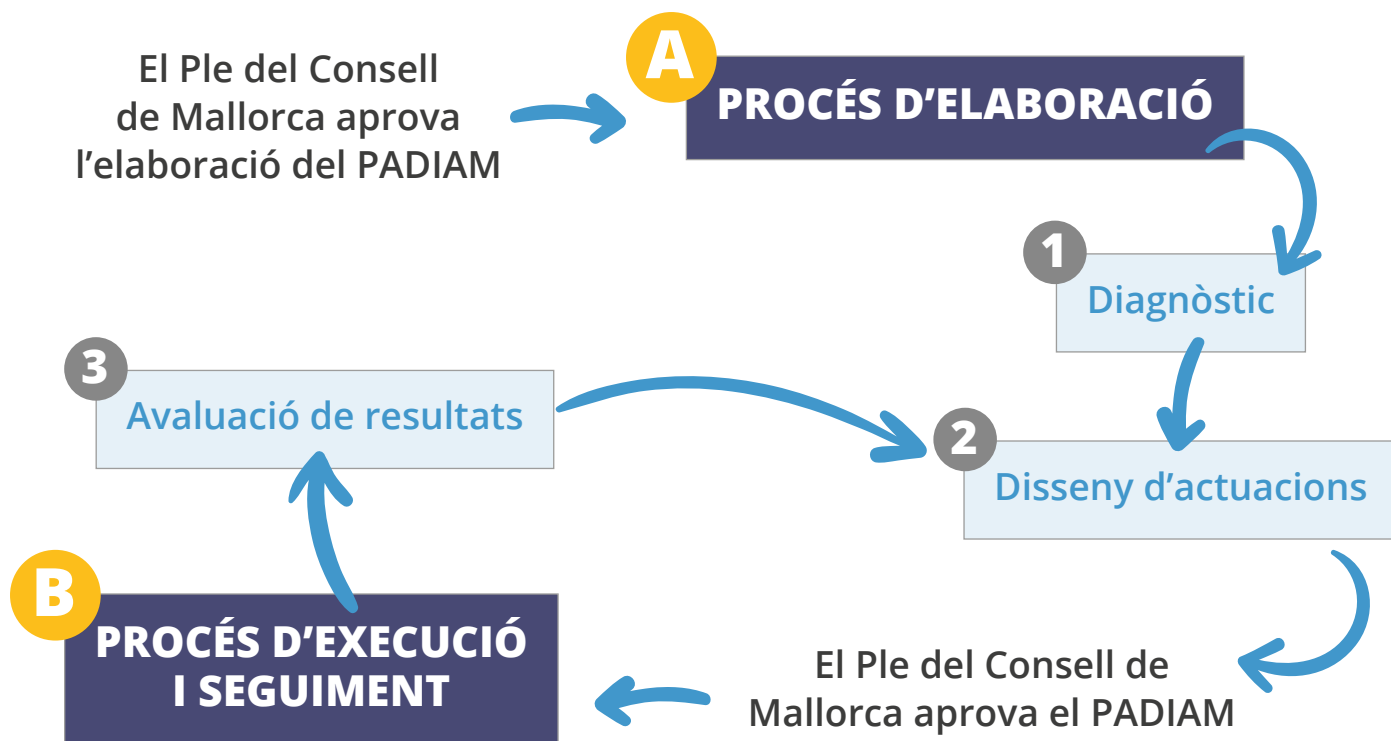 El Ple del Consell
de Mallorca aprova
l’elaboració del PADIAM
A
PROCÉS D’ELABORACIÓ
1
Diagnòstic
2
Disseny d’actuacions
El Ple del Consell de
Mallorca aprova el PADIAM
B
PROCÉS D’EXECUCIÓ
I SEGUIMENT
3
Avaluació de resultats